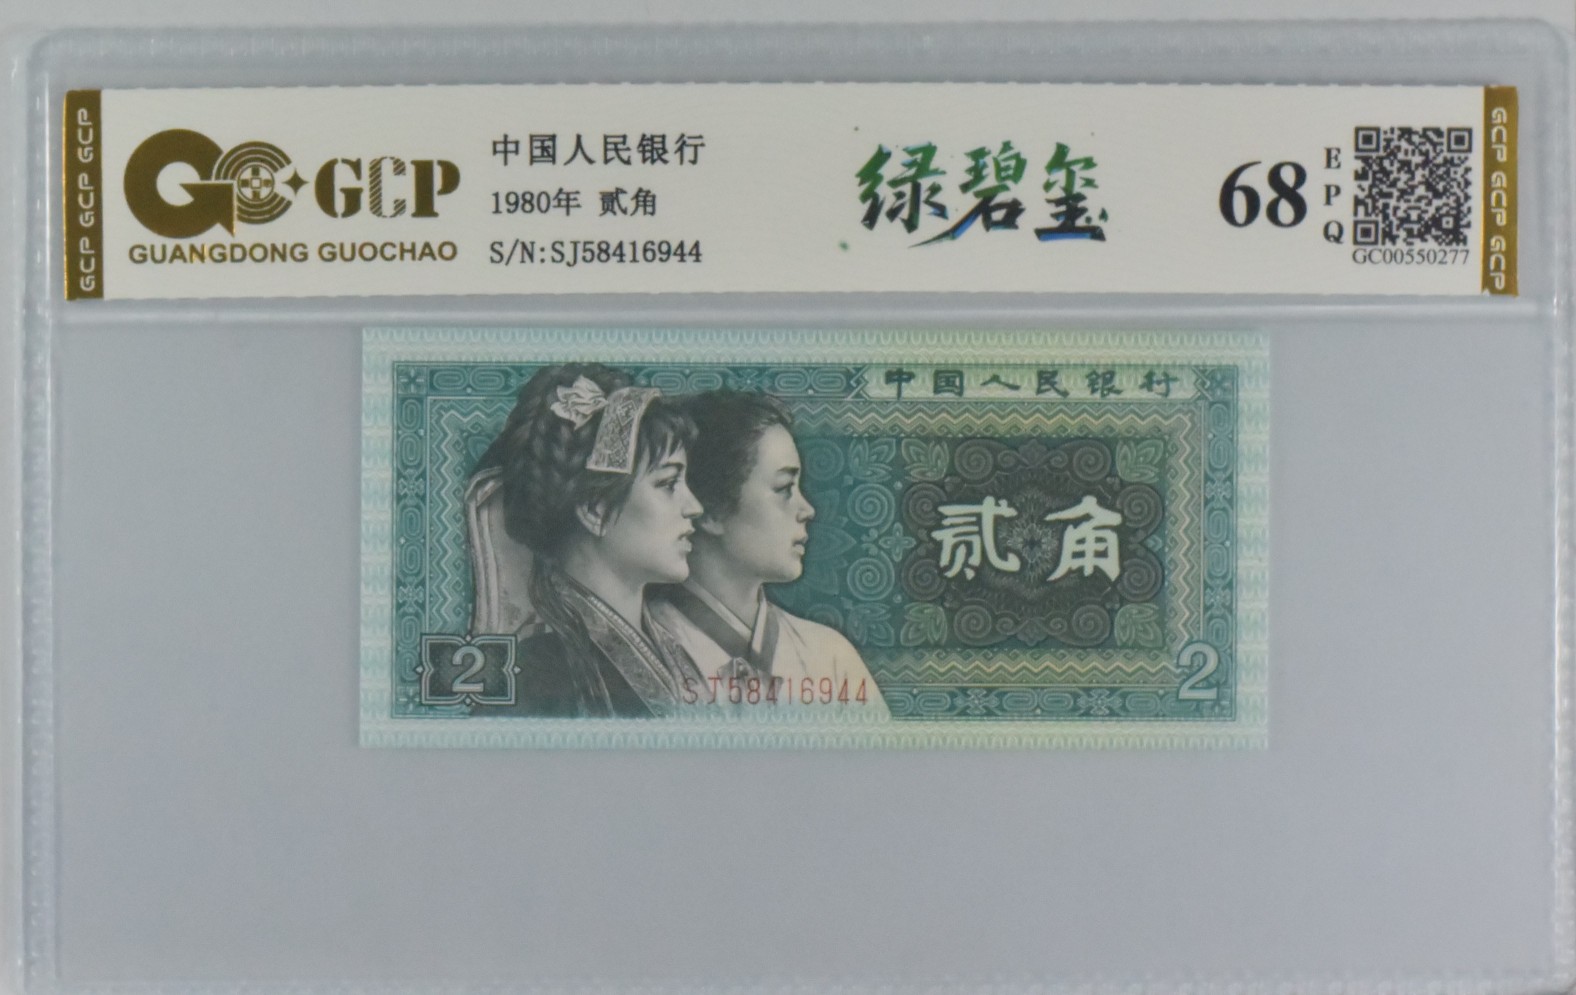 GCP GCP GCP
GCP
GUANGDONG GUOCHAO
中国人民银行
1980年 贰角
S/N:SJ58416944
绿碧玺
68
EPQ
GC00550277
GCP GCP GCP
中国人民银行
贰角
2
2
SJ58416944